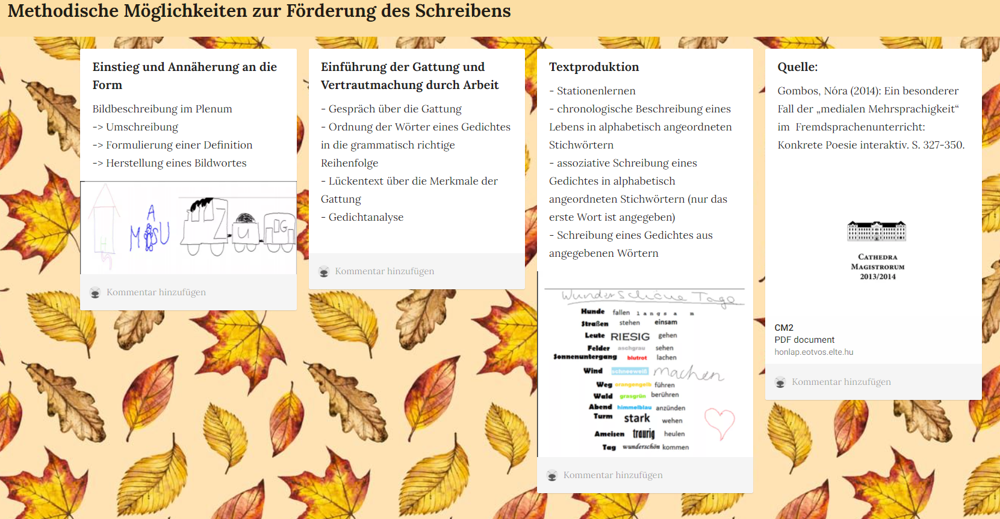 Methodische Möglichkeiten zur Förderung des Schreibens
Einstieg und Annäherung an die
Form
Bildbeschreibung im Plenum
-> Umschreibung
-> Formulierung einer Definition
-> Herstellung eines Bildwortes
Z U G
Kommentar hinzufügen
Einführung der Gattung und
Vertrautmachung durch Arbeit
- Gespräch über die Gattung
- Ordnung der Wörter eines Gedichtes
in die grammatisch richtige
Reihenfolge
- Lückentext über die Merkmale der
Gattung
- Gedichtanalyse
Kommentar hinzufügen
Textproduktion
- Stationenlernen
- chronologische Beschreibung eines
Lebens in alphabetisch angeordneten
Stichwörtern
- assoziative Schreibung eines
Gedichtes in alphabetisch
angeordneten Stichwörtern (nur das
erste Wort ist angegeben)
- Schreibung eines Gedichtes aus
angegebenen Wörtern
Wunderschöne Tage
Hunde fallen l a n g s a m
Straßen stehen einsam
Leute RIESIG gehen
Felder aschgrau sehen
Sonnenuntergang blutrot lachen
Wind schneeweiß machen
Weg orangengelb führen
Wald grasgrün berühren
Abend himmelblau anzünden
Turm stark wehen
Ameisen traurig heulen
Tag wunderschön kommen
Kommentar hinzufügen
Quelle:
Gombos, Nóra (2014): Ein besonderer
Fall der „medialen Mehrsprachigkeit“
im Fremdsprachenunterricht:
Konkrete Poesie interaktiv. S. 327-350.
CATHEDRA
MAGISTRORUM
2013/2014
CM2
PDF document
honlap.eotvos.elte.hu
Kommentar hinzufügen